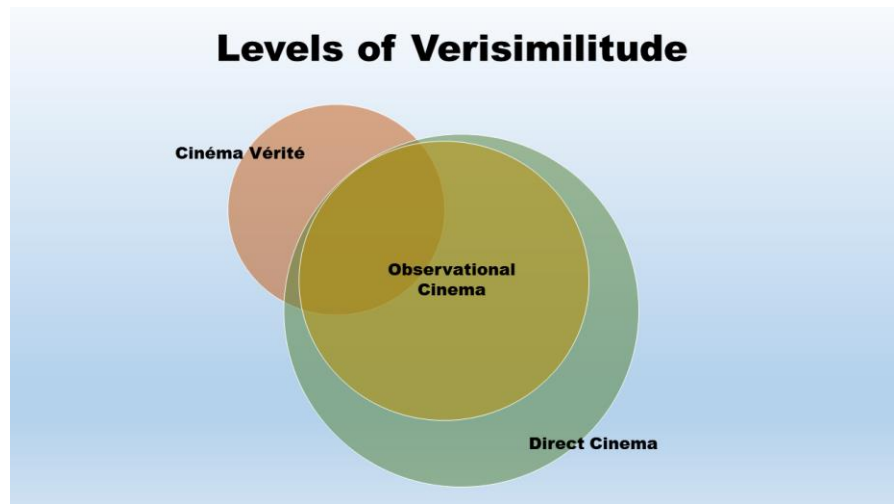 Levels of Verisimilitude
Cinéma Vérité
Observational
Cinema
Direct Cinema